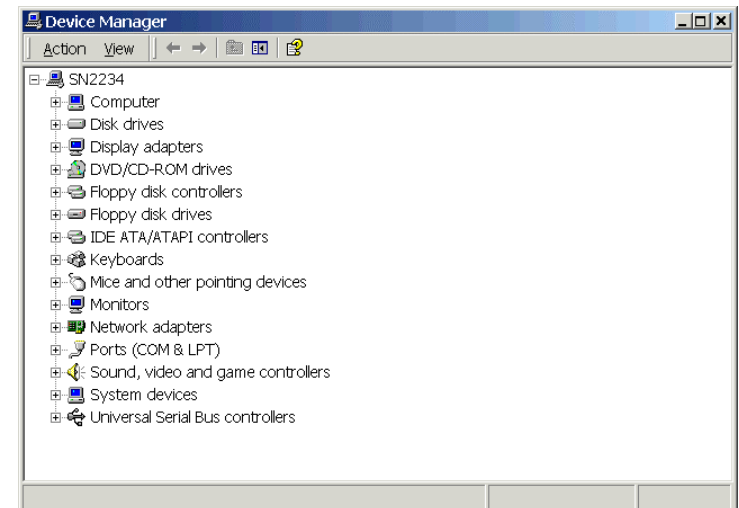 Device Manager
Action View
SN2234
Computer
Disk drives
Display adapters
DVD/CD-ROM drives
Floppy disk controllers
Floppy disk drives
IDE ATA/ATAPI controllers
Keyboards
Mice and other pointing devices
Monitors
Network adapters
Ports (COM & LPT)
Sound, video and game controllers
System devices
Universal Serial Bus controllers